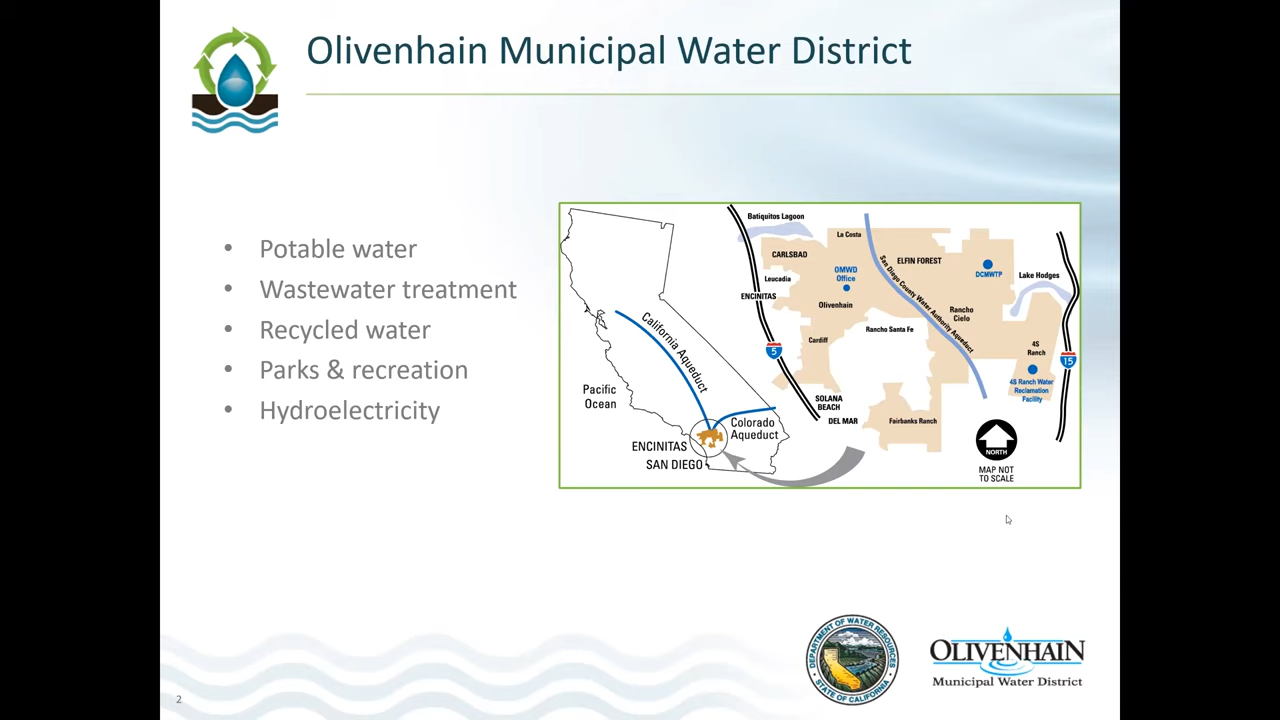 Olivenhain Municipal Water District
• Potable water
• Wastewater treatment
• Recycled water
• Parks & recreation
• Hydroelectricity
California Aqueduct
Pacific
Ocean
Colorado
Aqueduct
ENCINITAS
SAN DIEGO
Batiquitos Lagoon
La Costa
CARLSBAD
ELFIN FOREST
OMWD
Office
DCMWTP
Lake Hodges
Leucadia
ENCINITAS
Olivenhain
San Diego County Water Authority Aqueduct
Rancho
Cielo
Rancho Santa Fe
Cardiff
4S
Ranch
5
15
4S Ranch Water
Reclamation
Facility
SOLANA
BEACH
DEL MAR
Fairbanks Ranch
NORTH
MAP NOT
TO SCALE
DEPARTMENT OF WATER RESOURCES
STATE OF CALIFORNIA
OLIVENHAIN
Municipal Water District
2